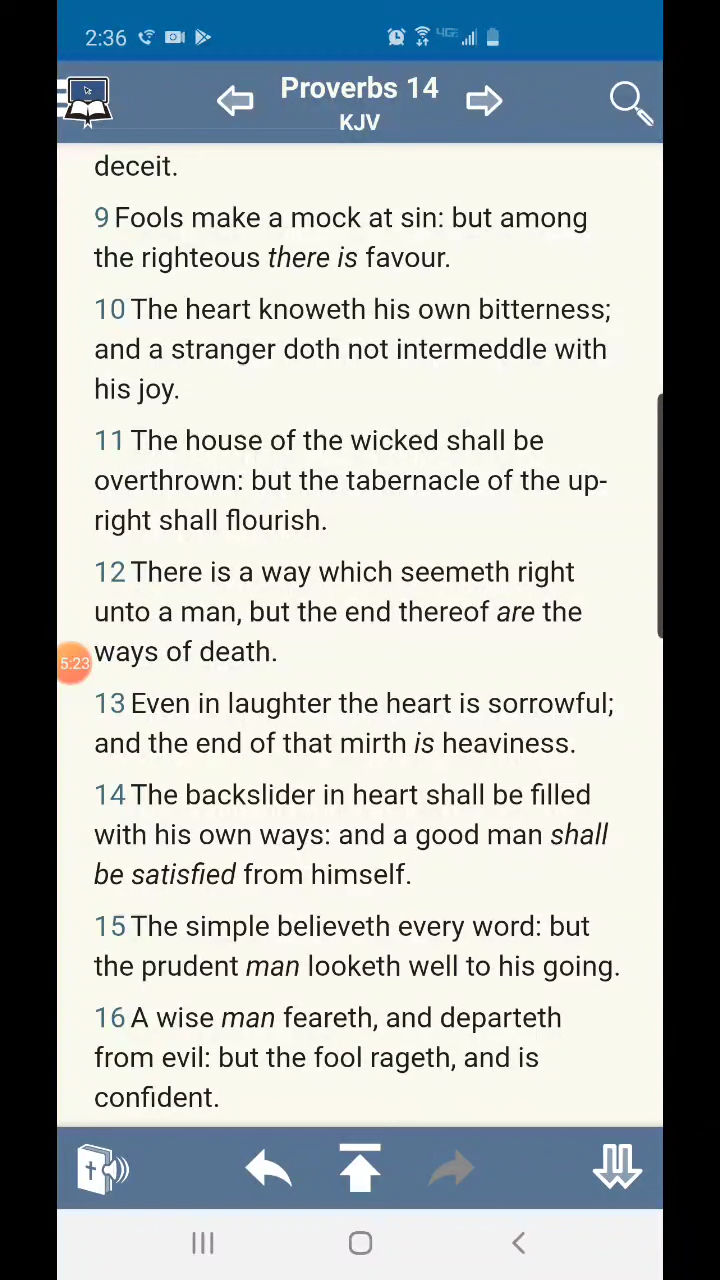 2:36
4GE
Proverbs 14
KJV
deceit.
9 Fools make a mock at sin: but among
the righteous there is favour.
10 The heart knoweth his own bitterness;
and a stranger doth not intermeddle with
his joy.
11 The house of the wicked shall be
overthrown: but the tabernacle of the up-
right shall flourish.
12 There is a way which seemeth right
unto a man, but the end thereof are the
5:23
ways of death.
13 Even in laughter the heart is sorrowful;
and the end of that mirth is heaviness.
14 The backslider in heart shall be filled
with his own ways: and a good man shall
be satisfied from himself.
15 The simple believeth every word: but
the prudent man looketh well to his going.
16 A wise man feareth, and departeth
from evil: but the fool rageth, and is
confident.